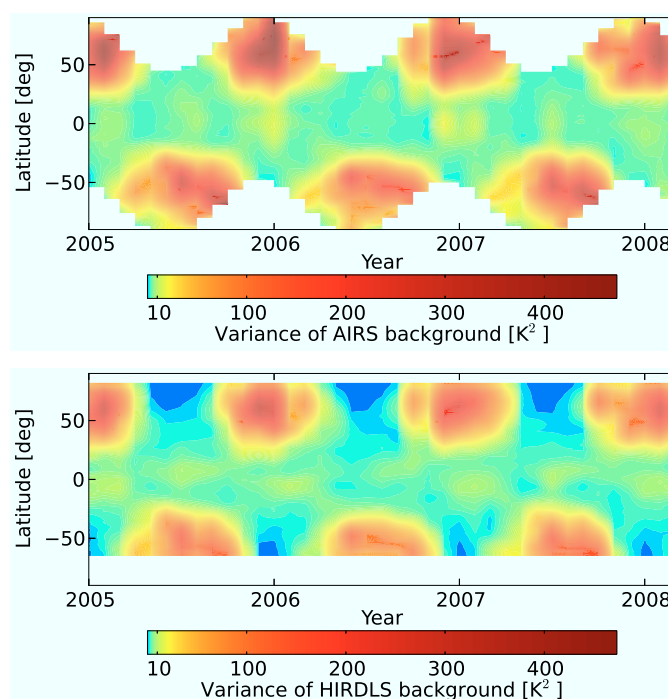 50
0
−50
Latitude [deg]
2005 2006 2007 2008
Year
10 100 200 300 400
Variance of AIRS background [K² ]
50
0
−50
Latitude [deg]
2005 2006 2007 2008
Year
10 100 200 300 400
Variance of HIRDLS background [K² ]